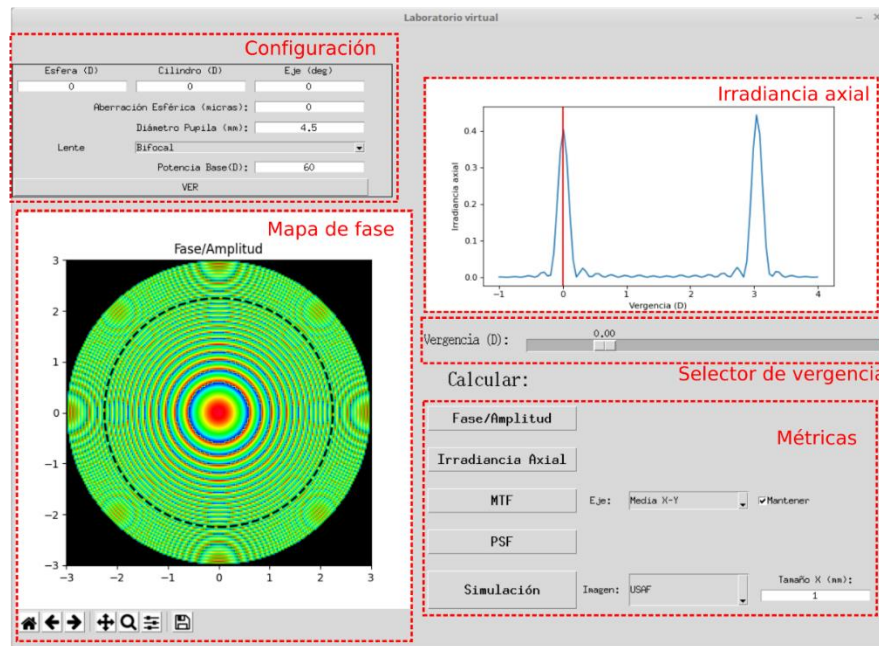 Laboratorio virtual
Configuración
Esfera (D) Cilindro (D) Eje (deg)
0 0 0
Aberración Esférica (micras): 0
Diámetro Pupila (mm): 4.5
Lente Bifocal
Potencia Base(D): 60
VER
Mapa de fase
Fase/Amplitud
3
2
1
0
−1
−2
−3
−3 −2 −1 0 1 2 3
Irradiancia axial
Irradiancia axial
0.4
0.3
0.2
0.1
0.0
−1 0 1 2 3 4
Vergencia (D)
Vergencia (D): 0.00
Selector de vergencia
Calcular:
Métricas
Fase/Amplitud
Irradiancia Axial
MTF Eje: Media X-Y Mantener
PSF
Simulación Imagen: USAF Tamaño X (mm):
1